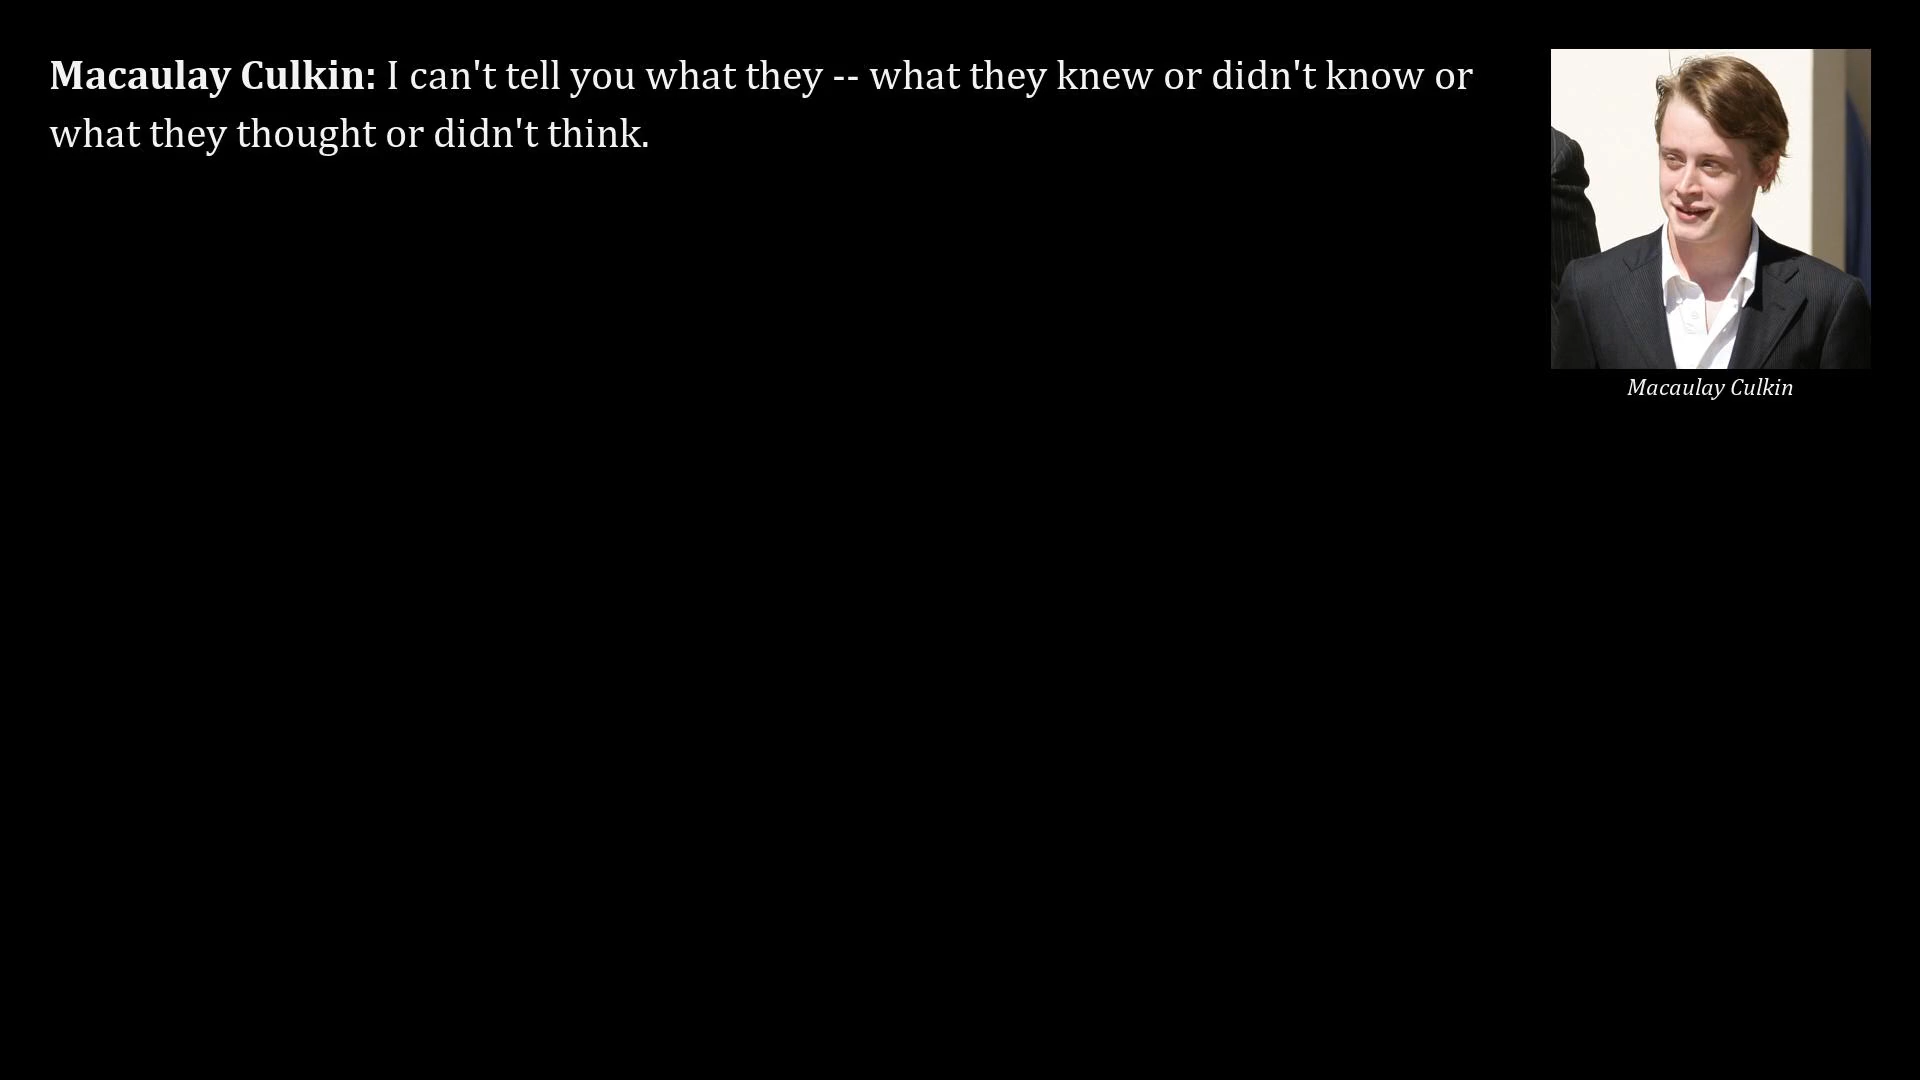 Macaulay Culkin: I can't tell you what they -- what they knew or didn't know or
what they thought or didn't think.
Macaulay Culkin